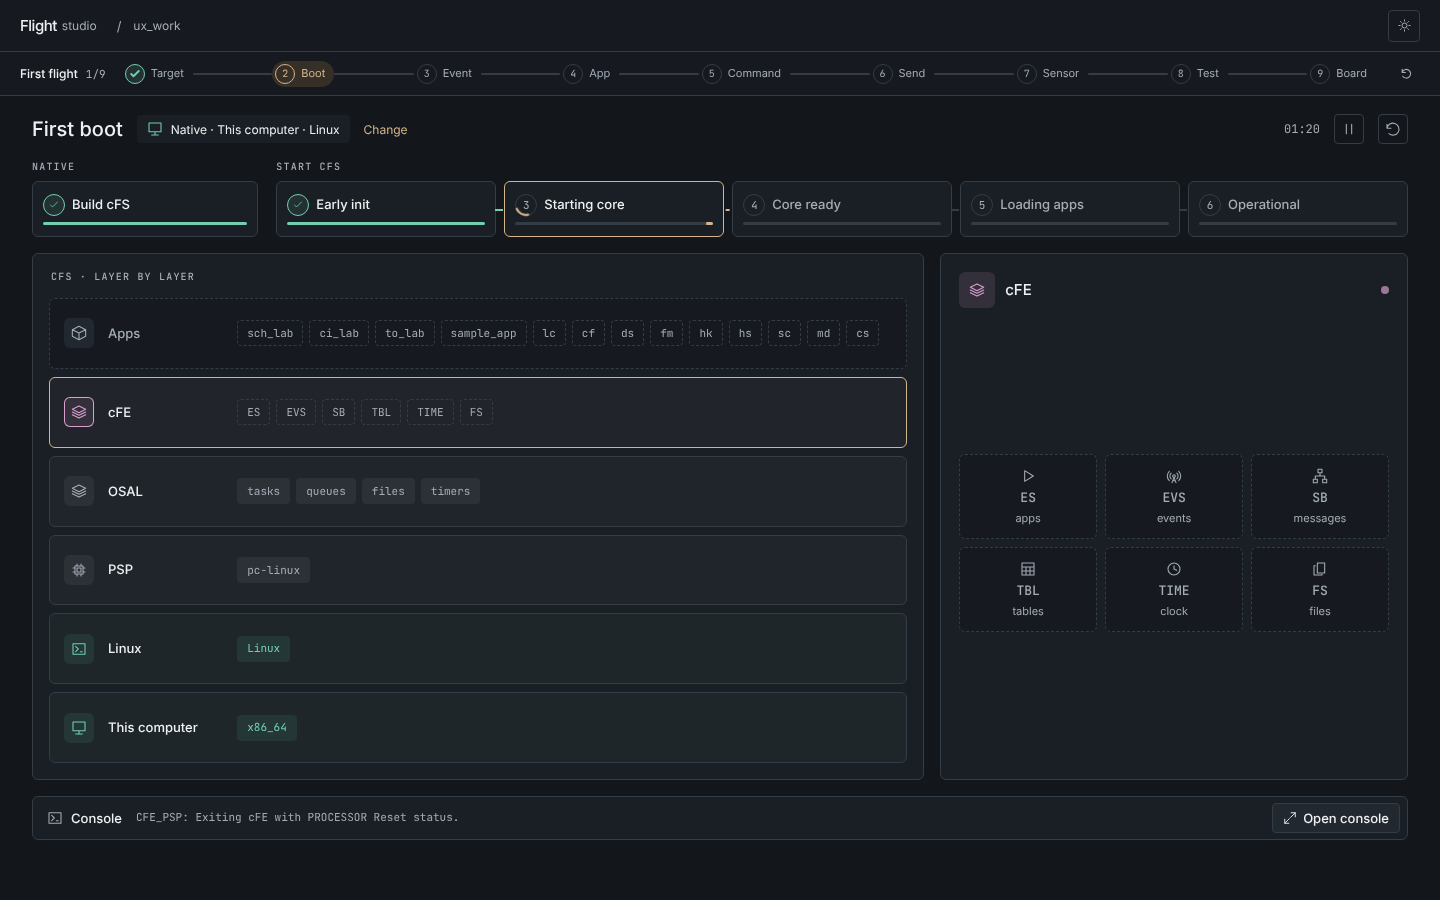 Flight studio / ux_work
First flight 1/9 Target 2 Boot 3 Event 4 App 5 Command 6 Send 7 Sensor 8 Test 9 Board
First boot Native · This computer · Linux Change 01:20
NATIVE START CFS
Build cFS Early init 3 Starting core 4 Core ready 5 Loading apps 6 Operational
CFS · LAYER BY LAYER
Apps sch_lab ci_lab to_lab sample_app lc cf ds fm hk hs sc md cs
cFE ES EVS SB TBL TIME FS
OSAL tasks queues files timers
PSP pc-linux
Linux Linux
This computer x86_64
cFE
ES EVS SB
apps events messages
TBL TIME FS
tables clock files
Console CFE_PSP: Exiting cFE with PROCESSOR Reset status. Open console